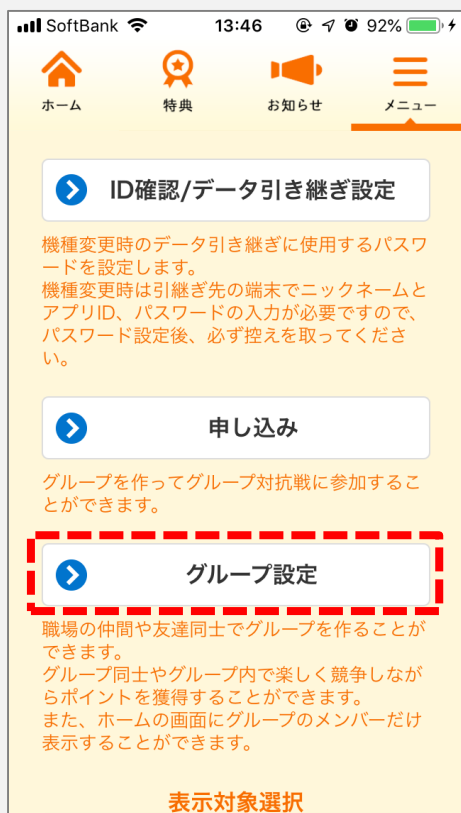 SoftBank 13:46 92%
ホーム 特典 お知らせ メニュー
ID確認/データ引き継ぎ設定
機種変更時のデータ引き継ぎに使用するパスワ
ードを設定します。
機種変更時は引継ぎ先の端末でニックネームと
アプリID、パスワードの入力が必要ですので、
パスワード設定後、必ず控えを取ってくださ
い。
申し込み
グループを作ってグループ対抗戦に参加するこ
とができます。
グループ設定
職場の仲間や友達同士でグループを作ることが
できます。
グループ同士やグループ内で楽しく競争しなが
らポイントを獲得することができます。
また、ホームの画面にグループのメンバーだけ
表示することができます。
表示対象選択